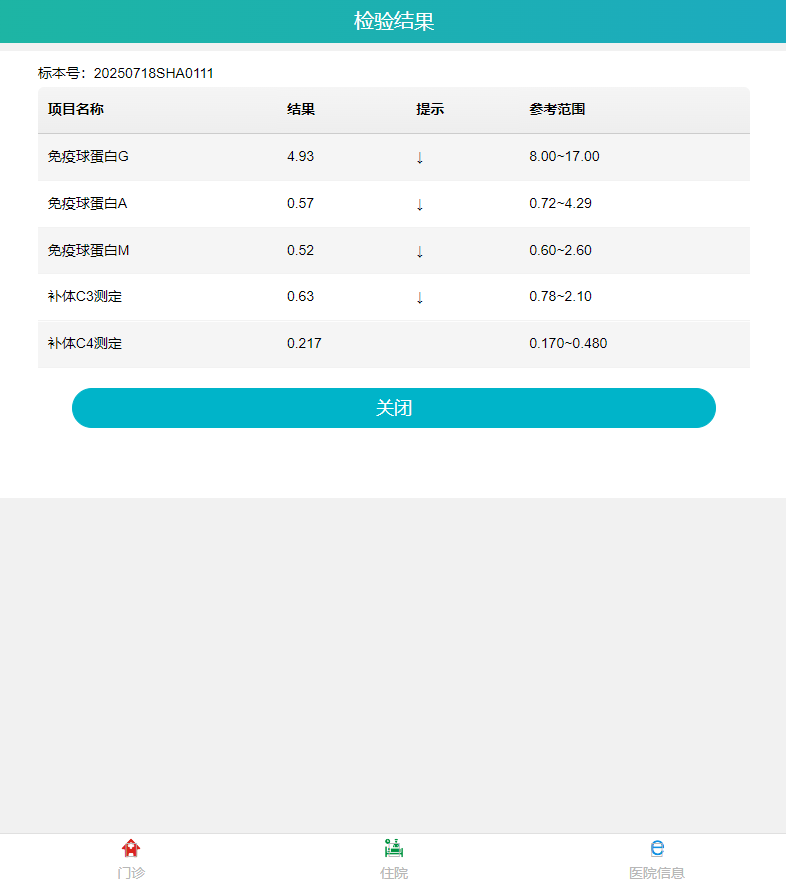 检验结果
标本号：20250718SHA0111
项目名称 结果 提示 参考范围
免疫球蛋白G 4.93 ↓ 8.00~17.00
免疫球蛋白A 0.57 ↓ 0.72~4.29
免疫球蛋白M 0.52 ↓ 0.60~2.60
补体C3测定 0.63 ↓ 0.78~2.10
补体C4测定 0.217 0.170~0.480
关闭
门诊 住院 医院信息